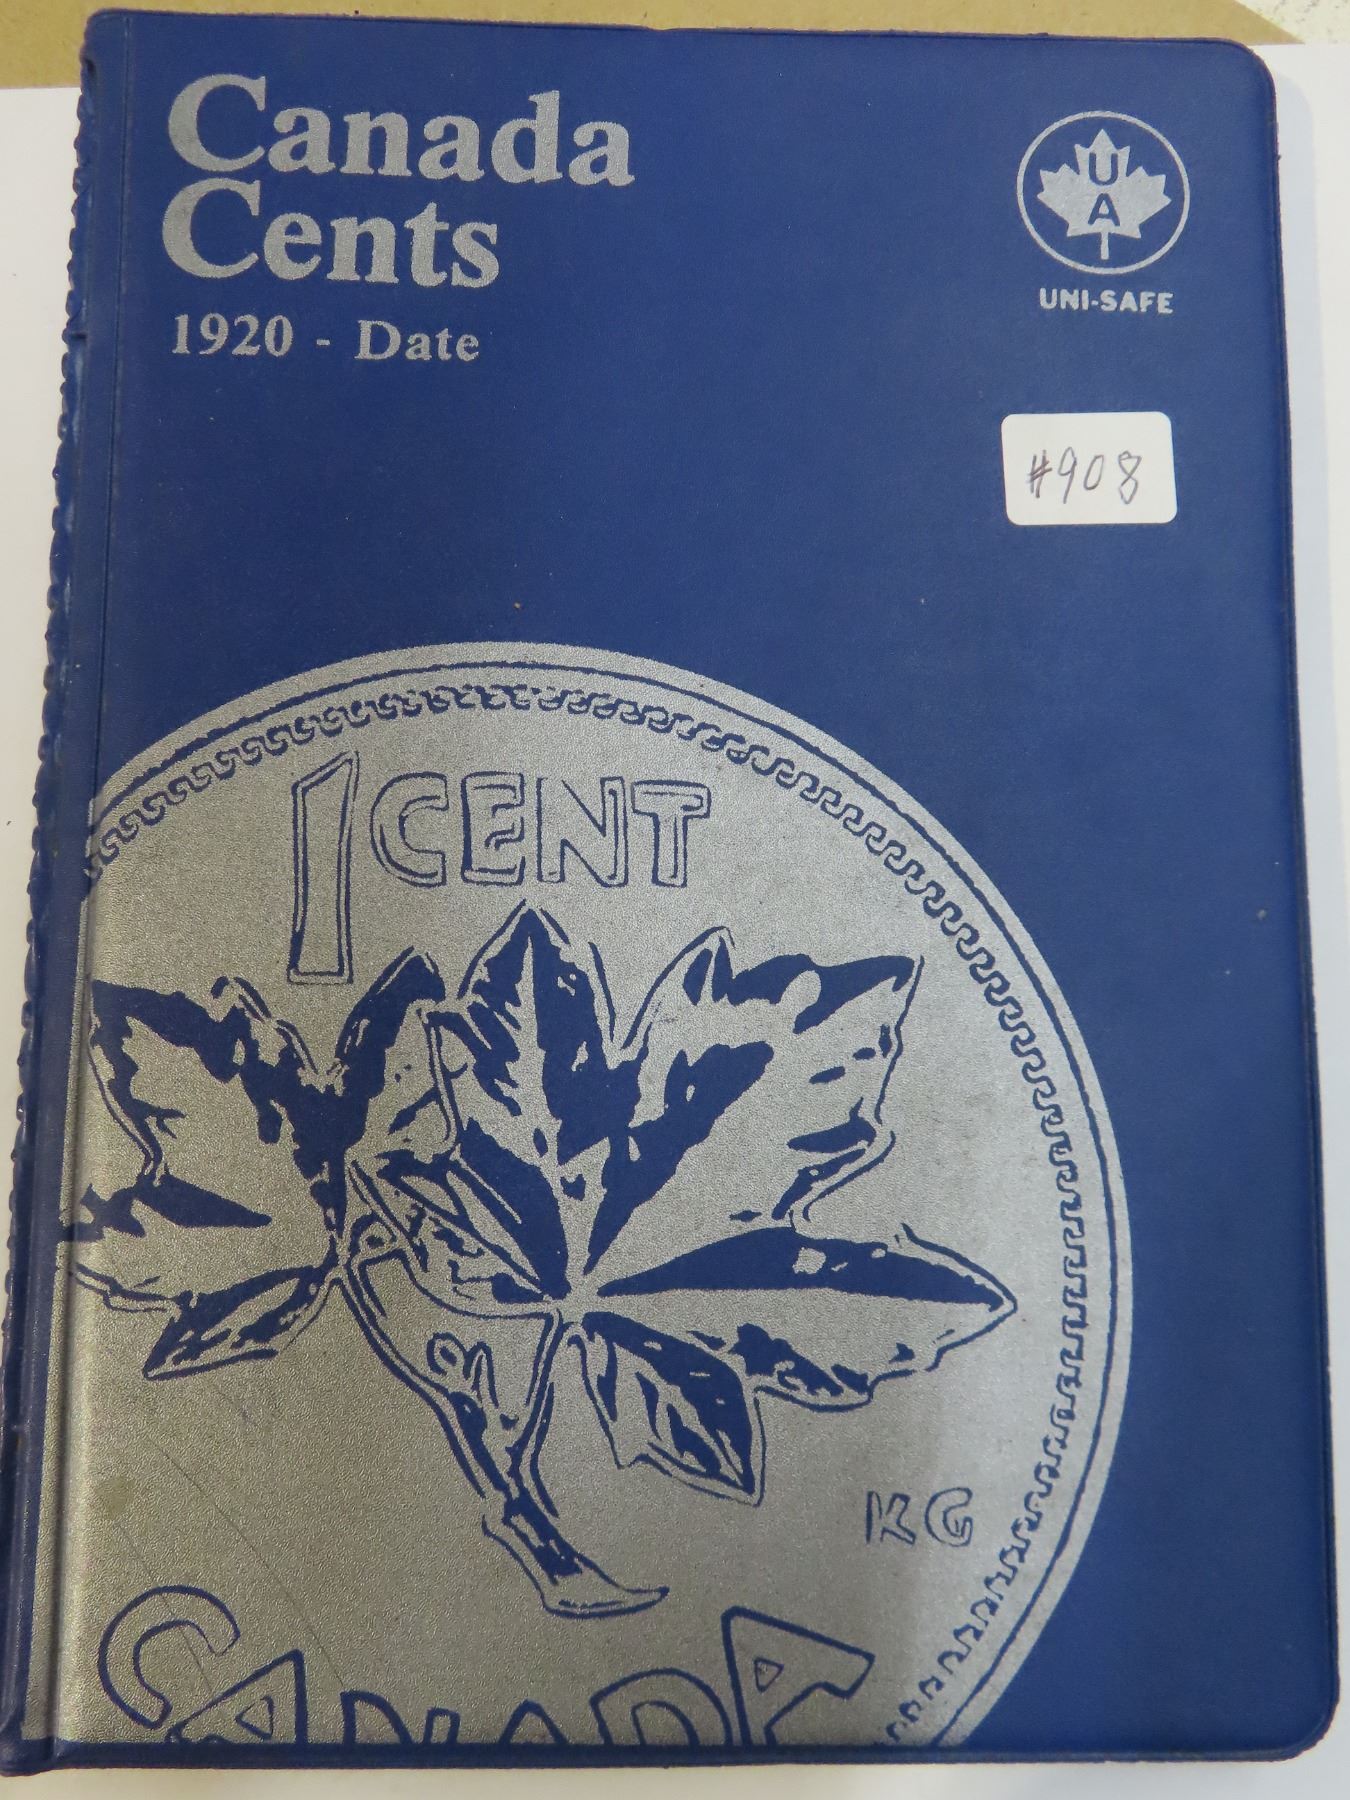 Canada
Cents
1920 - Date
U
A
UNI-SAFE
#908
1 CENT
KG
CANADA